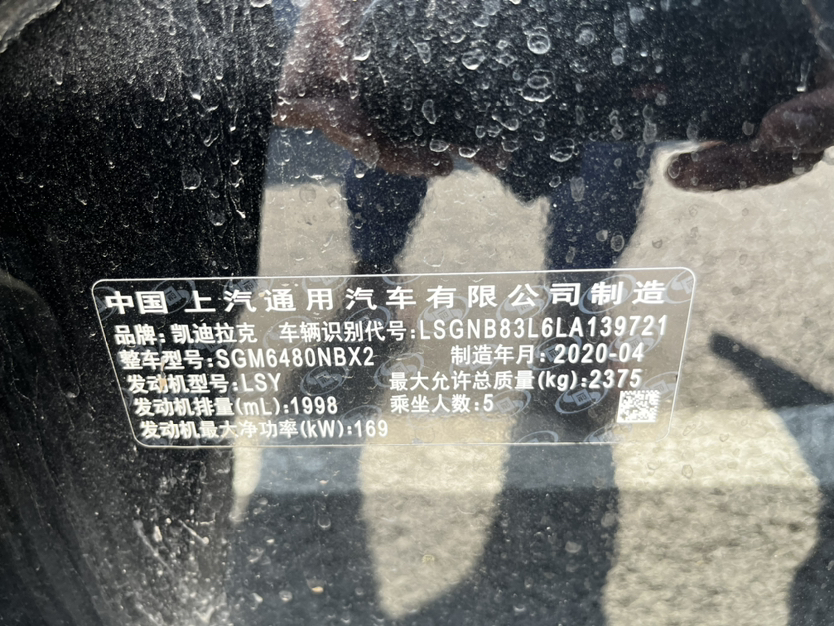 中国 上汽通用汽车有限公司制造
品牌:凯迪拉克 车辆识别代号:LSGNB83L6LA139721
整车型号:SGM6480NBX2 制造年月:2020-04
发动机型号:LSY 最大允许总质量(kg):2375
发动机排量(mL):1998 乘坐人数:5
发动机最大净功率(kW):169